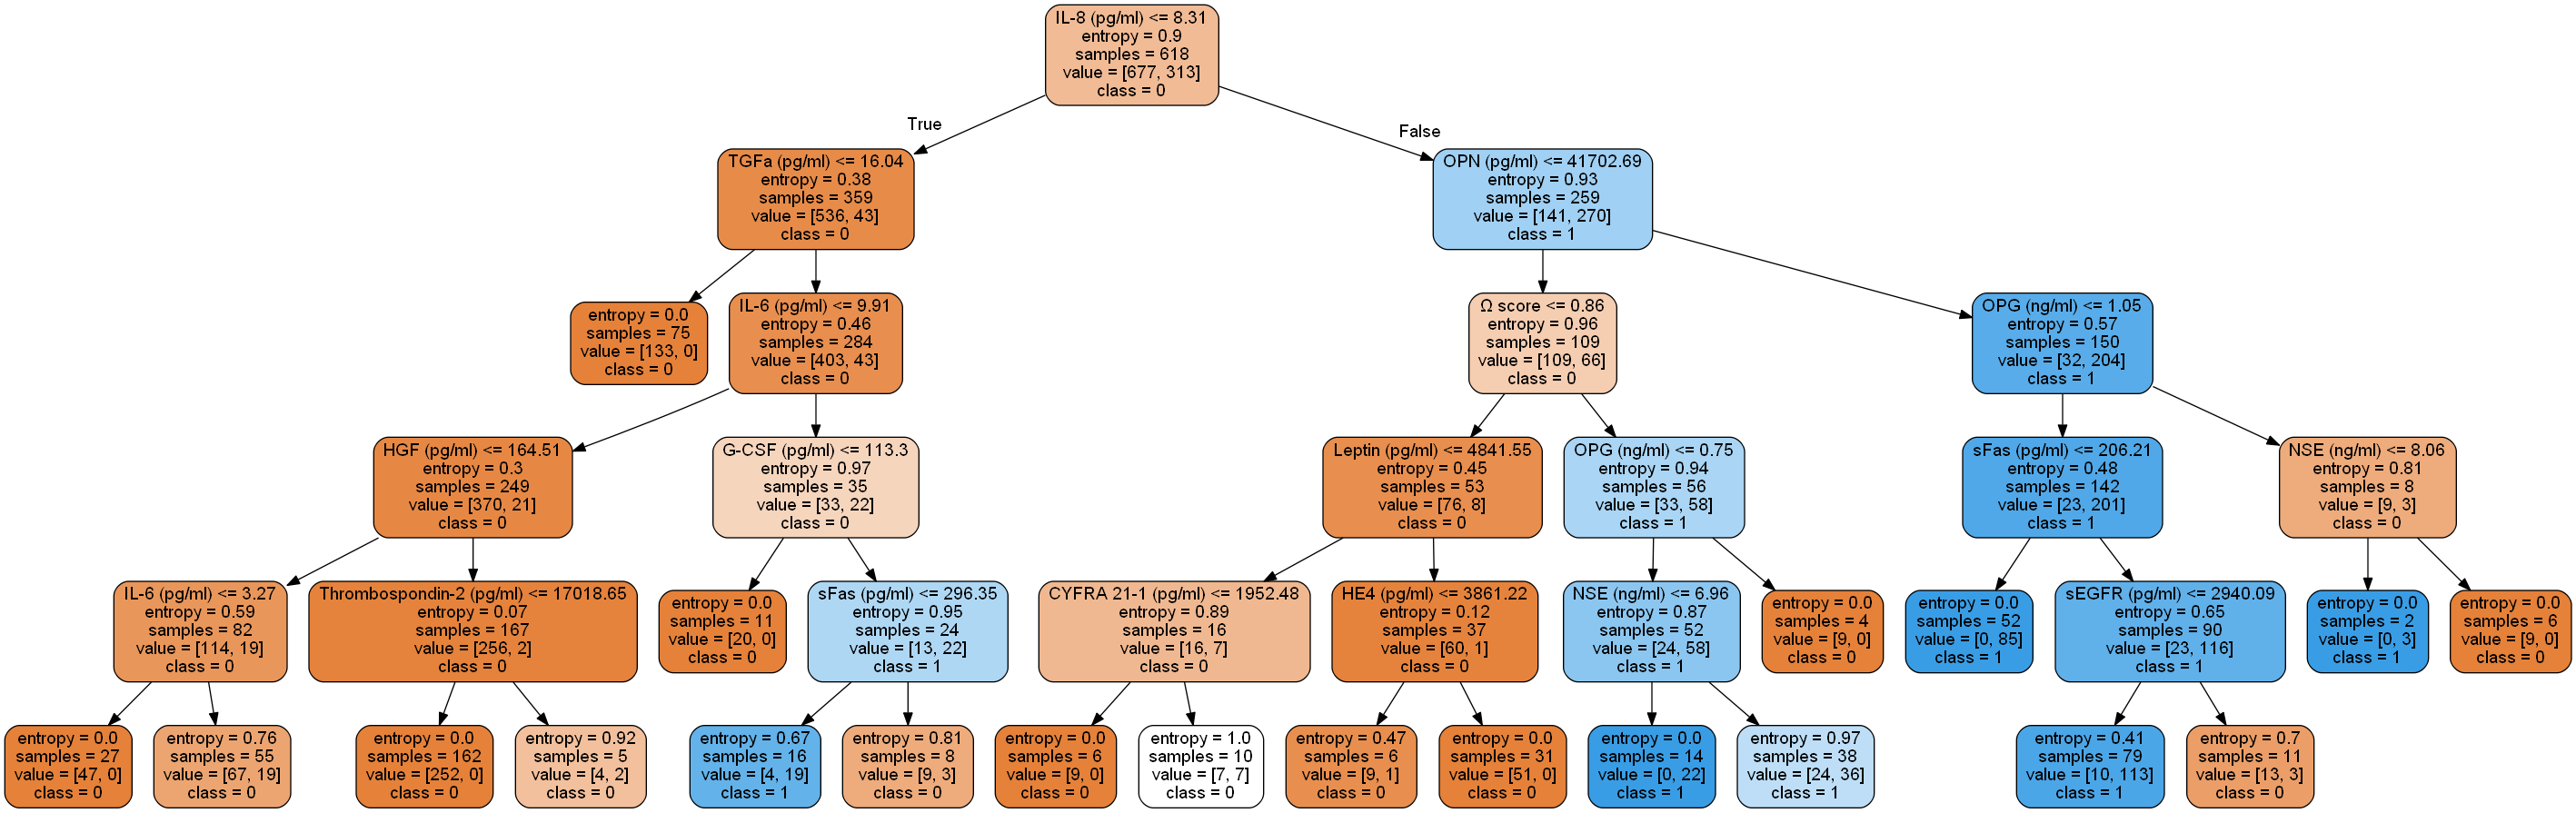 IL-8 (pg/ml) <= 8.31
entropy = 0.9
samples = 618
value = [677, 313]
class = 0
True
False
TGFa (pg/ml) <= 16.04
entropy = 0.38
samples = 359
value = [536, 43]
class = 0
OPN (pg/ml) <= 41702.69
entropy = 0.93
samples = 259
value = [141, 270]
class = 1
entropy = 0.0
samples = 75
value = [133, 0]
class = 0
IL-6 (pg/ml) <= 9.91
entropy = 0.46
samples = 284
value = [403, 43]
class = 0
Ω score <= 0.86
entropy = 0.96
samples = 109
value = [109, 66]
class = 0
OPG (ng/ml) <= 1.05
entropy = 0.57
samples = 150
value = [32, 204]
class = 1
HGF (pg/ml) <= 164.51
entropy = 0.3
samples = 249
value = [370, 21]
class = 0
G-CSF (pg/ml) <= 113.3
entropy = 0.97
samples = 35
value = [33, 22]
class = 0
Leptin (pg/ml) <= 4841.55
entropy = 0.45
samples = 53
value = [76, 8]
class = 0
OPG (ng/ml) <= 0.75
entropy = 0.94
samples = 56
value = [33, 58]
class = 1
sFas (pg/ml) <= 206.21
entropy = 0.48
samples = 142
value = [23, 201]
class = 1
NSE (ng/ml) <= 8.06
entropy = 0.81
samples = 8
value = [9, 3]
class = 0
IL-6 (pg/ml) <= 3.27
entropy = 0.59
samples = 82
value = [114, 19]
class = 0
Thrombospondin-2 (pg/ml) <= 17018.65
entropy = 0.07
samples = 167
value = [256, 2]
class = 0
entropy = 0.0
samples = 11
value = [20, 0]
class = 0
sFas (pg/ml) <= 296.35
entropy = 0.95
samples = 24
value = [13, 22]
class = 1
CYFRA 21-1 (pg/ml) <= 1952.48
entropy = 0.89
samples = 16
value = [16, 7]
class = 0
HE4 (pg/ml) <= 3861.22
entropy = 0.12
samples = 37
value = [60, 1]
class = 0
NSE (ng/ml) <= 6.96
entropy = 0.87
samples = 52
value = [24, 58]
class = 1
entropy = 0.0
samples = 4
value = [9, 0]
class = 0
entropy = 0.0
samples = 52
value = [0, 85]
class = 1
sEGFR (pg/ml) <= 2940.09
entropy = 0.65
samples = 90
value = [23, 116]
class = 1
entropy = 0.0
samples = 2
value = [0, 3]
class = 1
entropy = 0.0
samples = 6
value = [9, 0]
class = 0
entropy = 0.0
samples = 27
value = [47, 0]
class = 0
entropy = 0.76
samples = 55
value = [67, 19]
class = 0
entropy = 0.0
samples = 162
value = [252, 0]
class = 0
entropy = 0.92
samples = 5
value = [4, 2]
class = 0
entropy = 0.67
samples = 16
value = [4, 19]
class = 1
entropy = 0.81
samples = 8
value = [9, 3]
class = 0
entropy = 0.0
samples = 6
value = [9, 0]
class = 0
entropy = 1.0
samples = 10
value = [7, 7]
class = 0
entropy = 0.47
samples = 6
value = [9, 1]
class = 0
entropy = 0.0
samples = 31
value = [51, 0]
class = 0
entropy = 0.0
samples = 14
value = [0, 22]
class = 1
entropy = 0.97
samples = 38
value = [24, 36]
class = 1
entropy = 0.41
samples = 79
value = [10, 113]
class = 1
entropy = 0.7
samples = 11
value = [13, 3]
class = 0